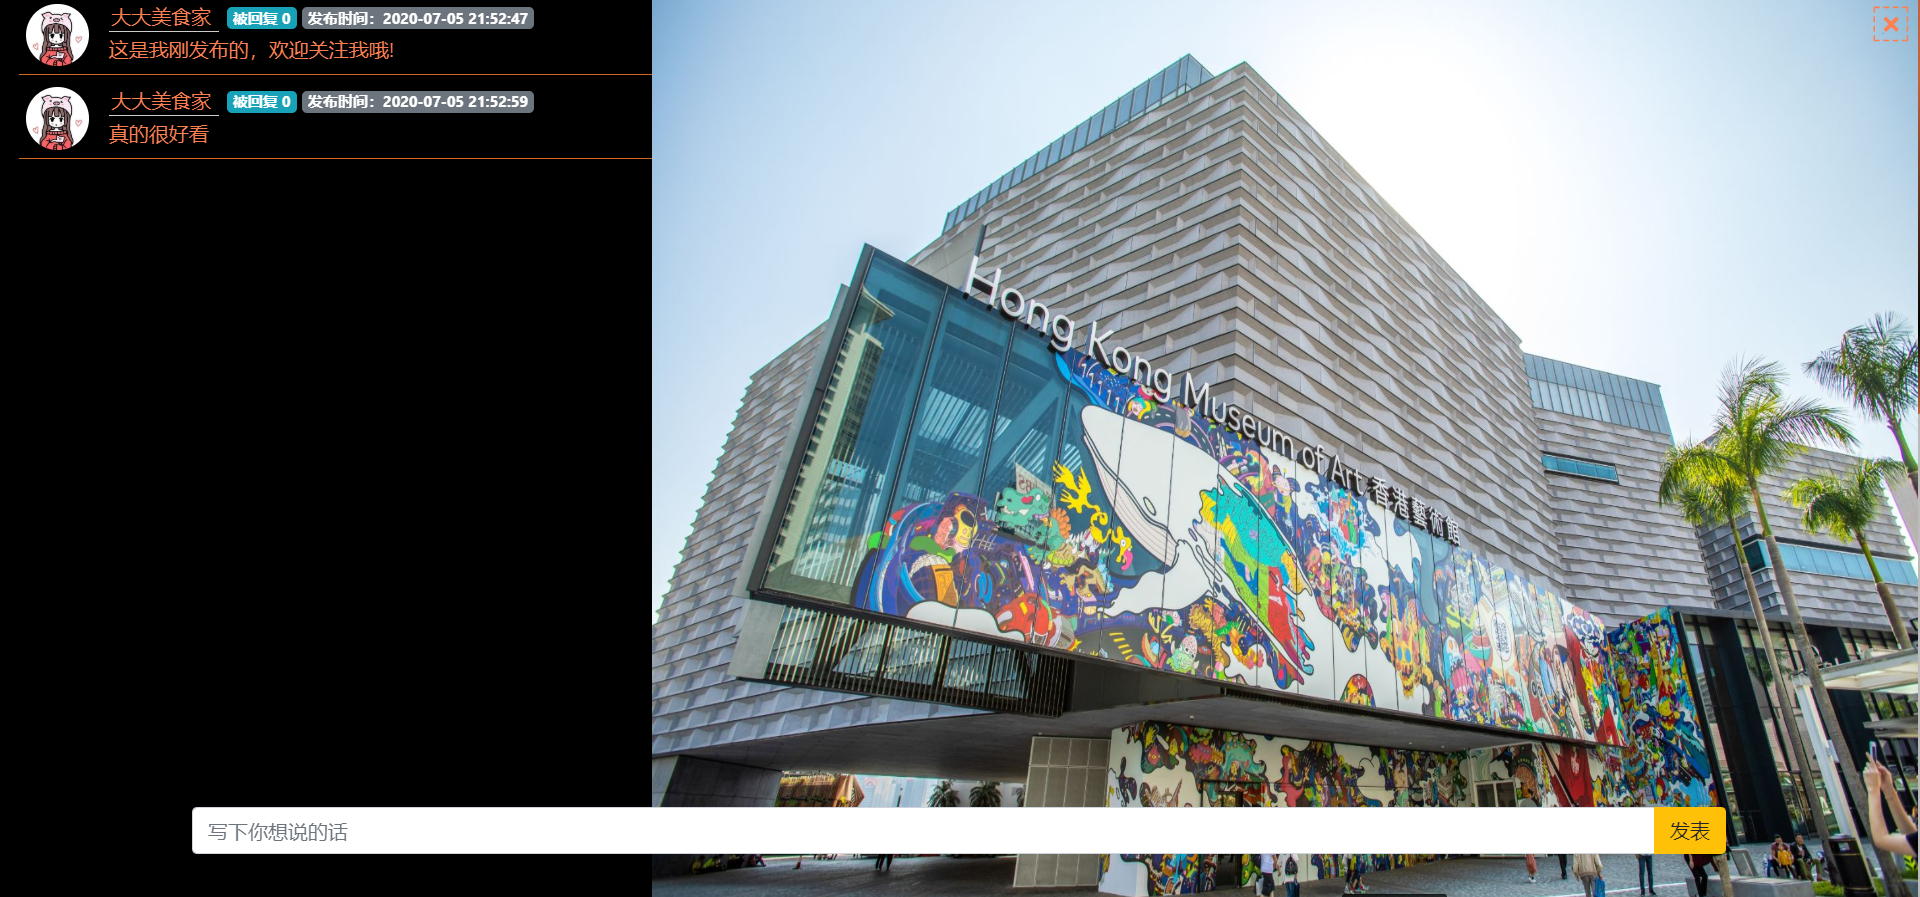 大大美食家 被回复 0 发布时间：2020-07-05 21:52:47
这是我刚发布的，欢迎关注我哦!
大大美食家 被回复 0 发布时间：2020-07-05 21:52:59
真的很好看
Hong Kong Museum of Art 香港藝術館
写下你想说的话 发表